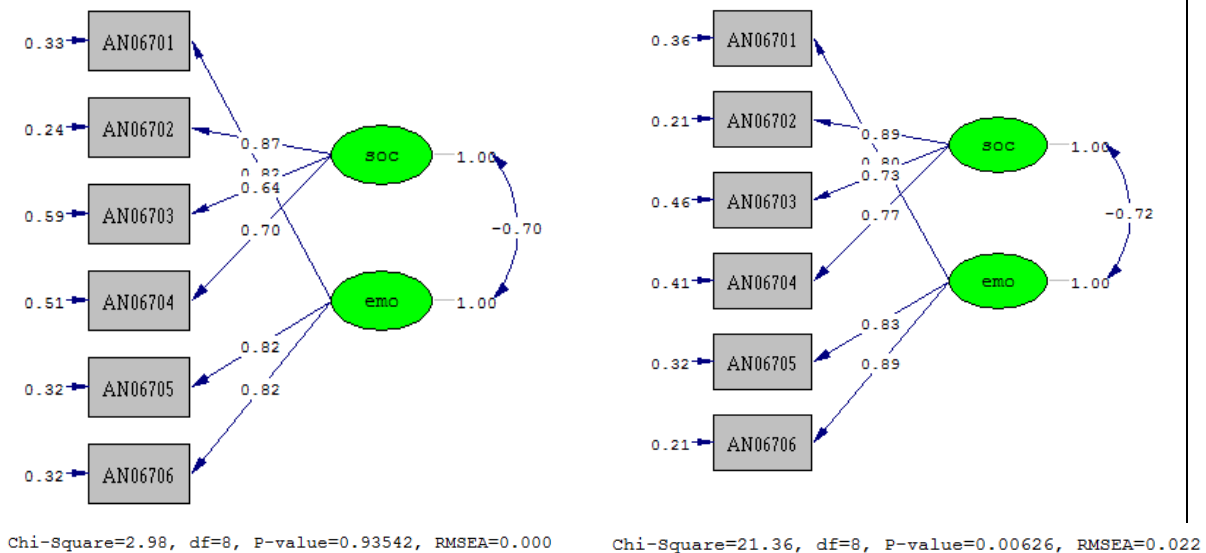 0.33 AN06701
0.24 AN06702
0.59 AN06703
0.51 AN06704
0.32 AN06705
0.32 AN06706
0.87
0.82
0.64
0.70
0.82
0.82
soc 1.00
-0.70
emo 1.00
Chi-Square=2.98, df=8, P-value=0.93542, RMSEA=0.000
0.36 AN06701
0.21 AN06702
0.46 AN06703
0.41 AN06704
0.32 AN06705
0.21 AN06706
0.89
0.80
0.73
0.77
0.83
0.89
soc 1.00
-0.72
emo 1.00
Chi-Square=21.36, df=8, P-value=0.00626, RMSEA=0.022